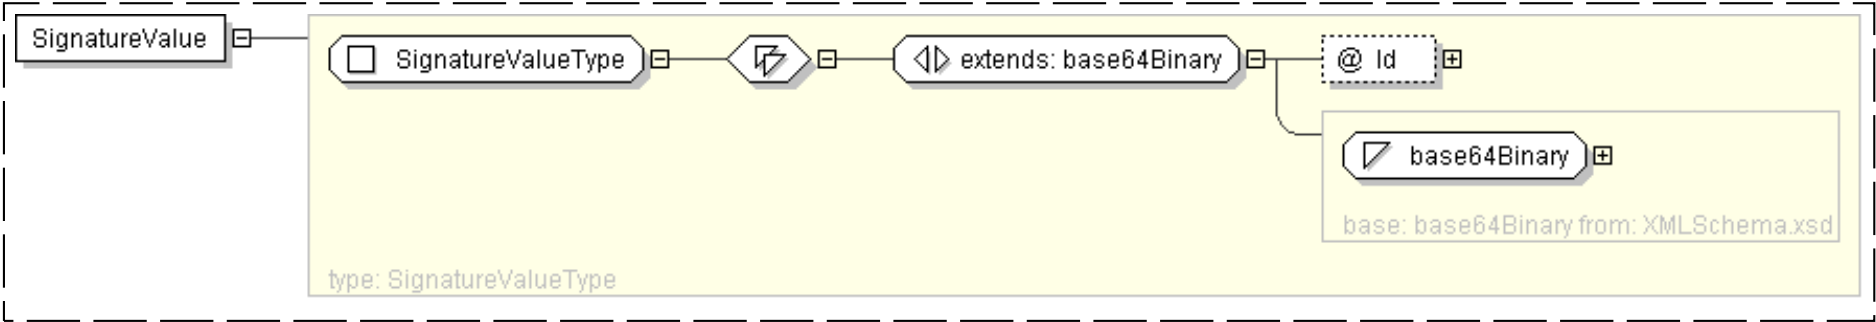 SignatureValue
SignatureValueType
extends: base64Binary
@ Id
base64Binary
base: base64Binary from: XMLSchema.xsd
type: SignatureValueType